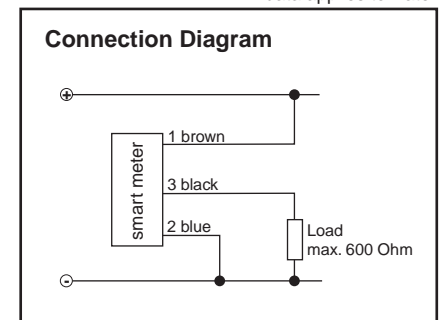 Connection Diagram
+
1 brown
smart meter
3 black
2 blue
Load
max. 600 Ohm
-